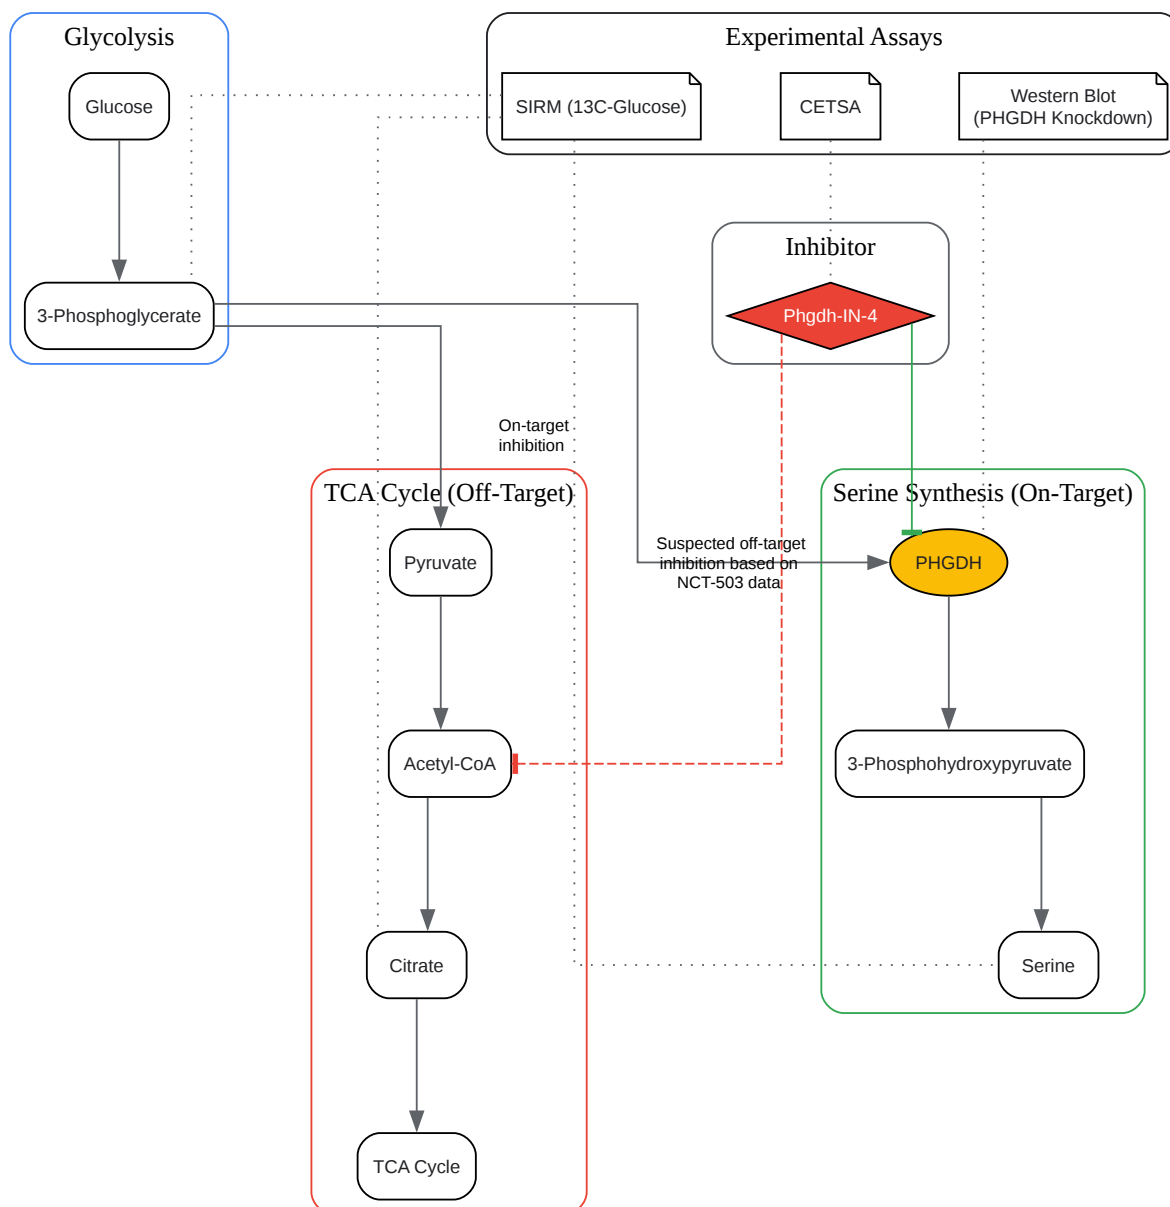 Glycolysis
Experimental Assays
Glucose
SIRM (13C-Glucose)
CETSA
Western Blot
(PHGDH Knockdown)
Inhibitor
3-Phosphoglycerate
Phgdh-IN-4
On-target
inhibition
TCA Cycle (Off-Target)
Serine Synthesis (On-Target)
Pyruvate
Suspected off-target
inhibition based on
NCT-503 data
PHGDH
Acetyl-CoA
3-Phosphohydroxypyruvate
Citrate
Serine
TCA Cycle